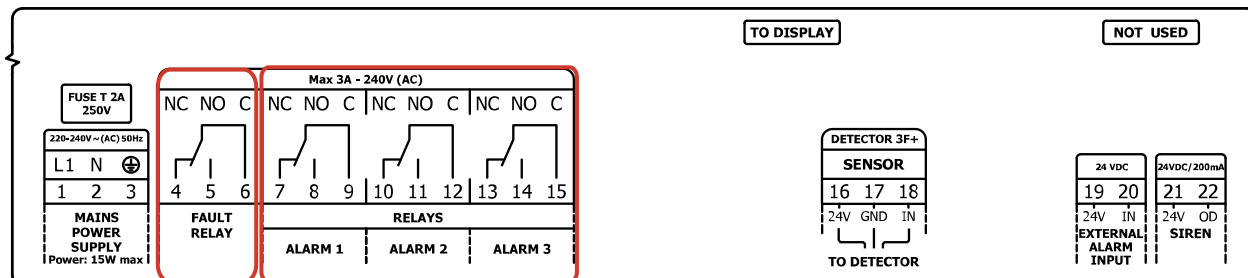 TO DISPLAY
NOT USED
Max 3A - 240V (AC)
FUSE T 2A
250V
NC NO C NC NO C NC NO C NC NO C
220-240V~(AC) 50Hz
L1 N
1 2 3
4 5 6 7 8 9 10 11 12 13 14 15
MAINS
POWER
SUPPLY
Power: 15W max
FAULT
RELAY
RELAYS
ALARM 1 ALARM 2 ALARM 3
DETECTOR 3F+
SENSOR
16 17 18
24V GND IN
TO DETECTOR
24 VDC
19 20
24V IN
EXTERNAL
ALARM
INPUT
24VDC/200mA
21 22
24V OD
SIREN